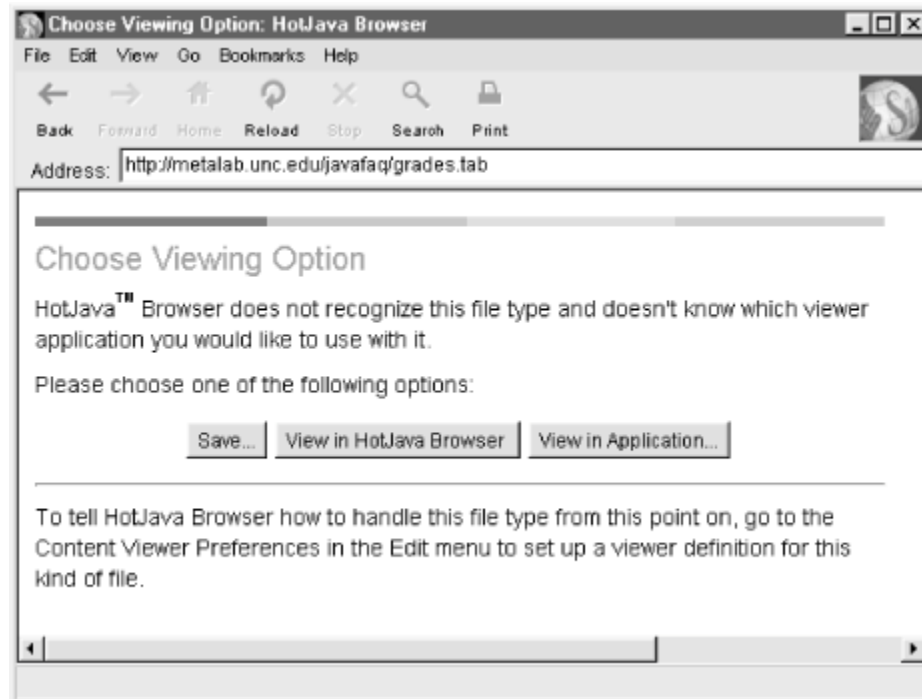 Choose Viewing Option: HotJava Browser
File Edit View Go Bookmarks Help
Back Forward Home Reload Stop Search Print
Address: http://metalab.unc.edu/javafaq/grades.tab
Choose Viewing Option
HotJava™ Browser does not recognize this file type and doesn't know which viewer
application you would like to use with it.
Please choose one of the following options:
Save... View in HotJava Browser View in Application...
To tell HotJava Browser how to handle this file type from this point on, go to the
Content Viewer Preferences in the Edit menu to set up a viewer definition for this
kind of file.